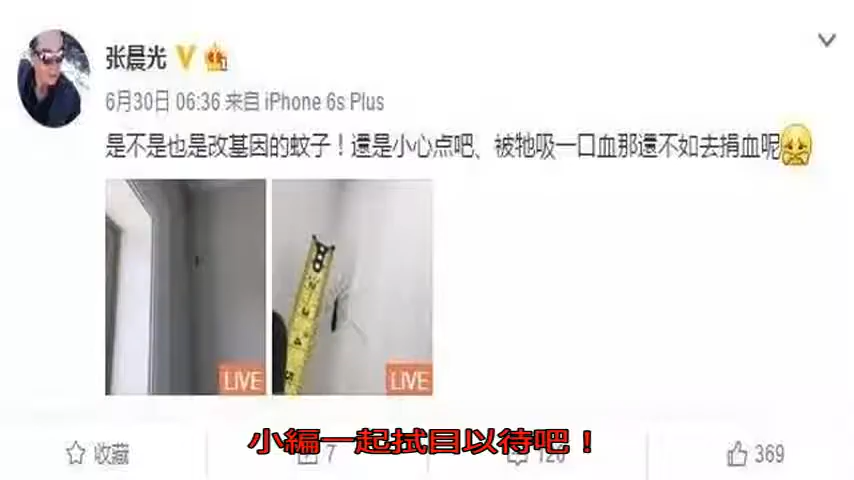 张晨光
6月30日 06:36 来自 iPhone 6s Plus
是不是也是改基因的蚊子！還是小心点吧、被牠吸一口血那還不如去捐血呢
LIVE
LIVE
小編一起拭目以待吧！
收藏
7
120
369